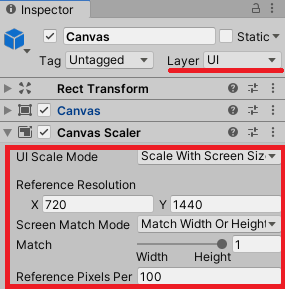 Inspector
Canvas
Static
Tag Untagged Layer UI
Rect Transform
Canvas
Canvas Scaler
UI Scale Mode Scale With Screen Siz
Reference Resolution
X 720 Y 1440
Screen Match Mode Match Width Or Height
Match 1
Width Height
Reference Pixels Per 100